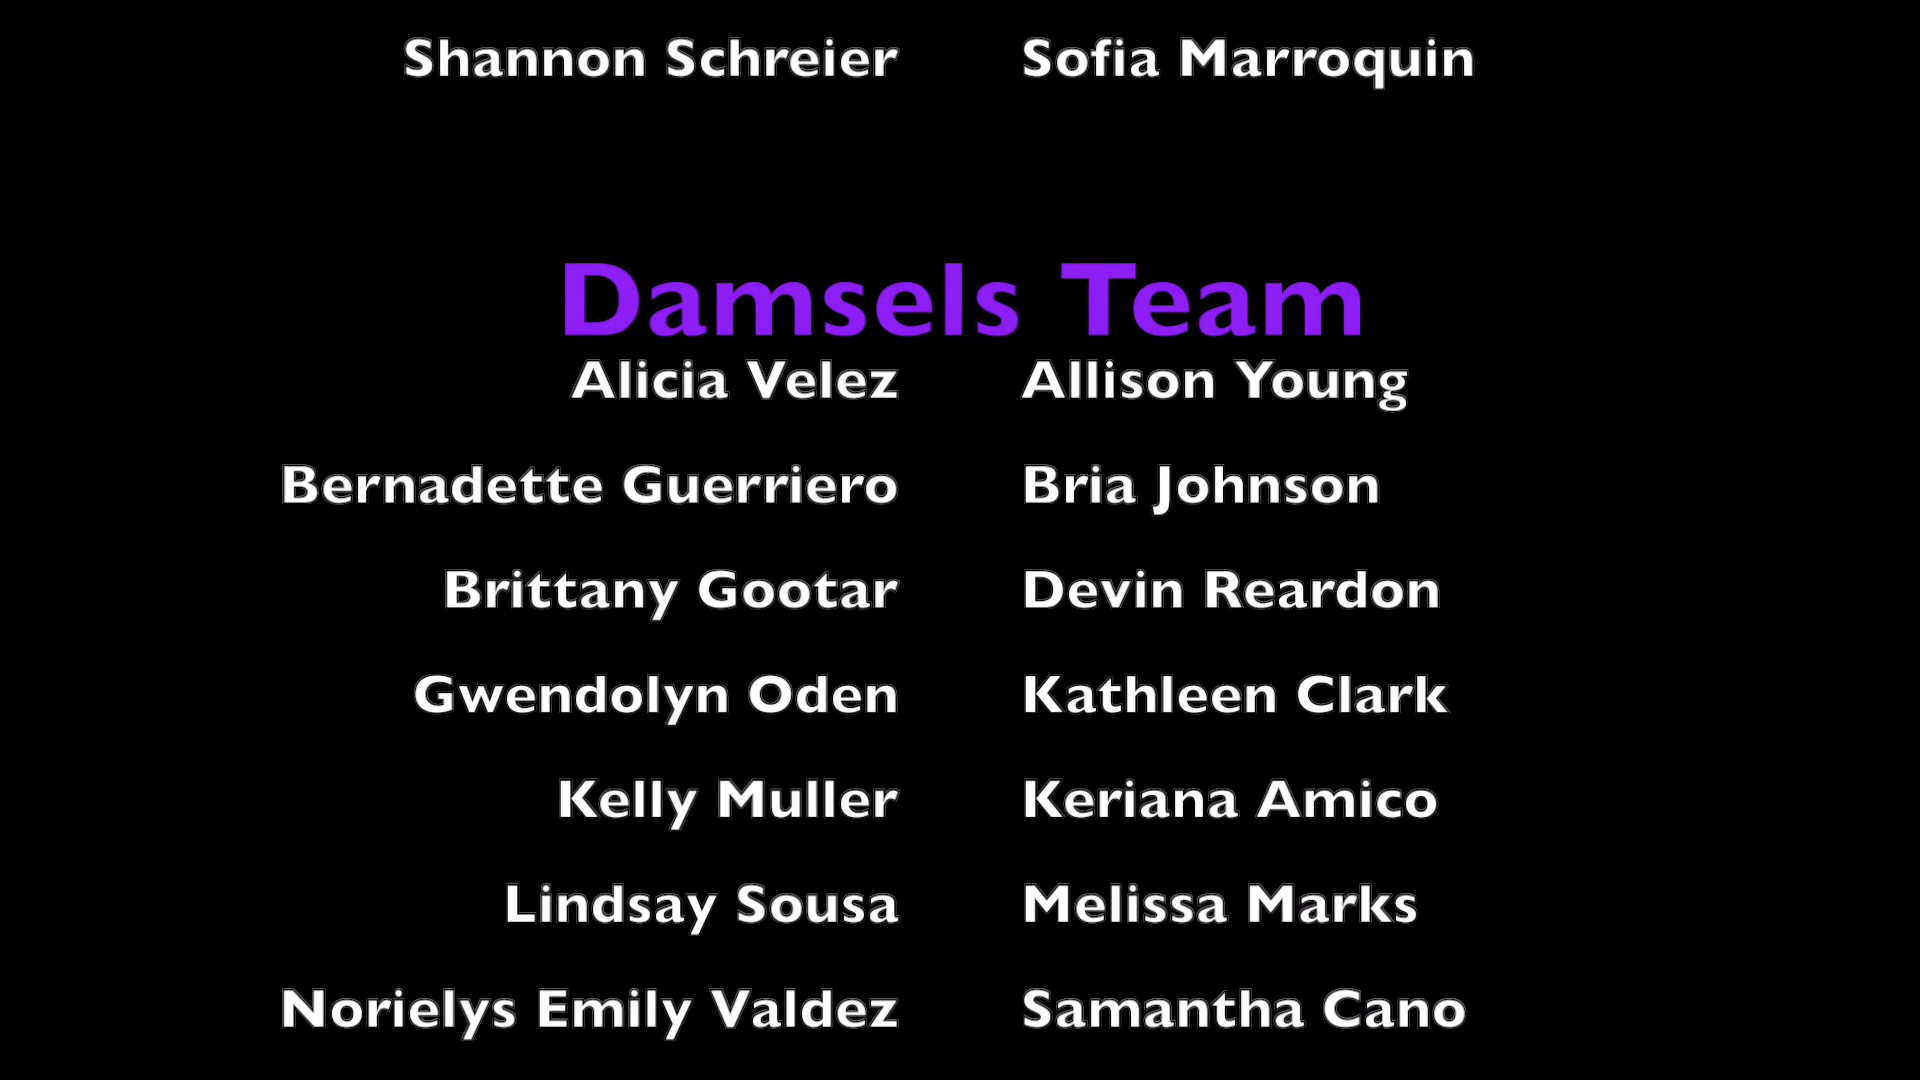 Shannon Schreier Sofia Marroquin
Damsels Team
Alicia Velez Allison Young
Bernadette Guerriero Bria Johnson
Brittany Gootar Devin Reardon
Gwendolyn Oden Kathleen Clark
Kelly Muller Keriana Amico
Lindsay Sousa Melissa Marks
Norielys Emily Valdez Samantha Cano